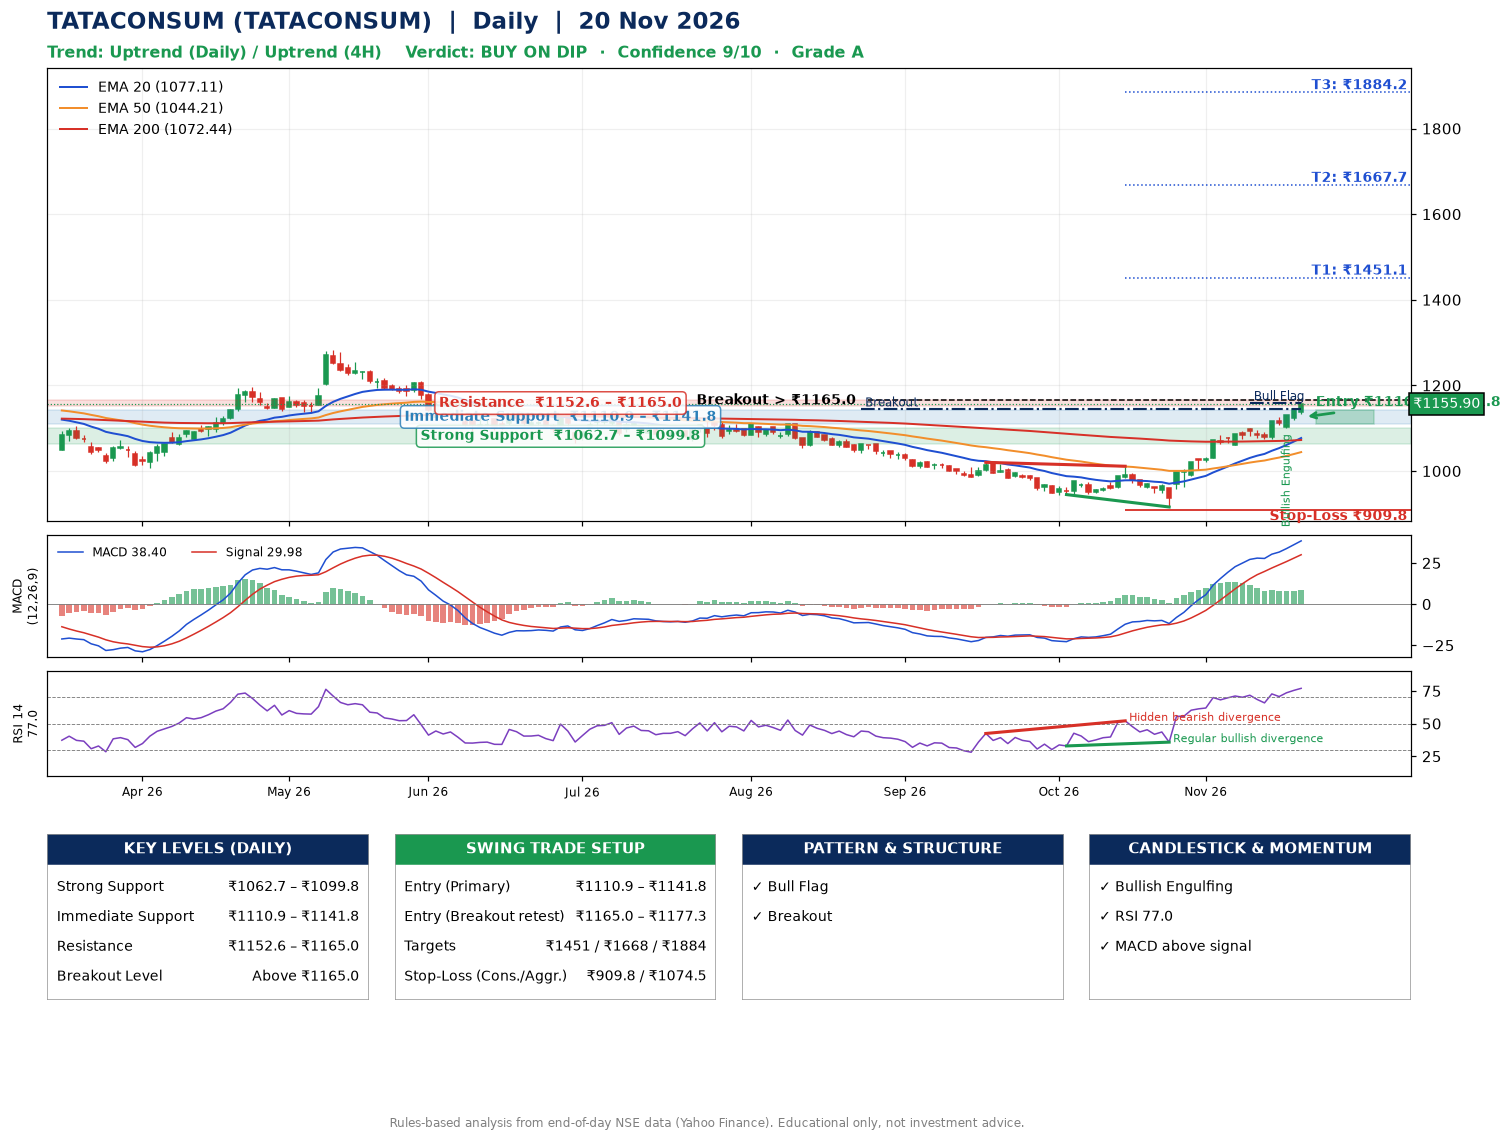 TATACONSUM (TATACONSUM) | Daily | 20 Nov 2026
Trend: Uptrend (Daily) / Uptrend (4H) Verdict: BUY ON DIP · Confidence 9/10 · Grade A
EMA 20 (1077.11)
EMA 50 (1044.21)
EMA 200 (1072.44)
T3: ₹1884.2
T2: ₹1667.7
T1: ₹1451.1
1800
1600
1400
1200
1000
Bull Flag
Resistance ₹1152.6 – ₹1165.0
Breakout > ₹1165.0
Breakout
Entry
₹1155.90
Immediate Support ₹1110.9 – ₹1141.8
Strong Support ₹1062.7 – ₹1099.8
Bullish Engulfing
Stop-Loss ₹909.8
MACD 38.40
Signal 29.98
MACD
(12,26,9)
25
0
−25
RSI 14
77.0
75
50
25
Hidden bearish divergence
Regular bullish divergence
Apr 26 May 26 Jun 26 Jul 26 Aug 26 Sep 26 Oct 26 Nov 26
KEY LEVELS (DAILY)
Strong Support ₹1062.7 – ₹1099.8
Immediate Support ₹1110.9 – ₹1141.8
Resistance ₹1152.6 – ₹1165.0
Breakout Level Above ₹1165.0
SWING TRADE SETUP
Entry (Primary) ₹1110.9 – ₹1141.8
Entry (Breakout retest) ₹1165.0 – ₹1177.3
Targets ₹1451 / ₹1668 / ₹1884
Stop-Loss (Cons./Aggr.) ₹909.8 / ₹1074.5
PATTERN & STRUCTURE
✓ Bull Flag
✓ Breakout
CANDLESTICK & MOMENTUM
✓ Bullish Engulfing
✓ RSI 77.0
✓ MACD above signal
Rules-based analysis from end-of-day NSE data (Yahoo Finance). Educational only, not investment advice.